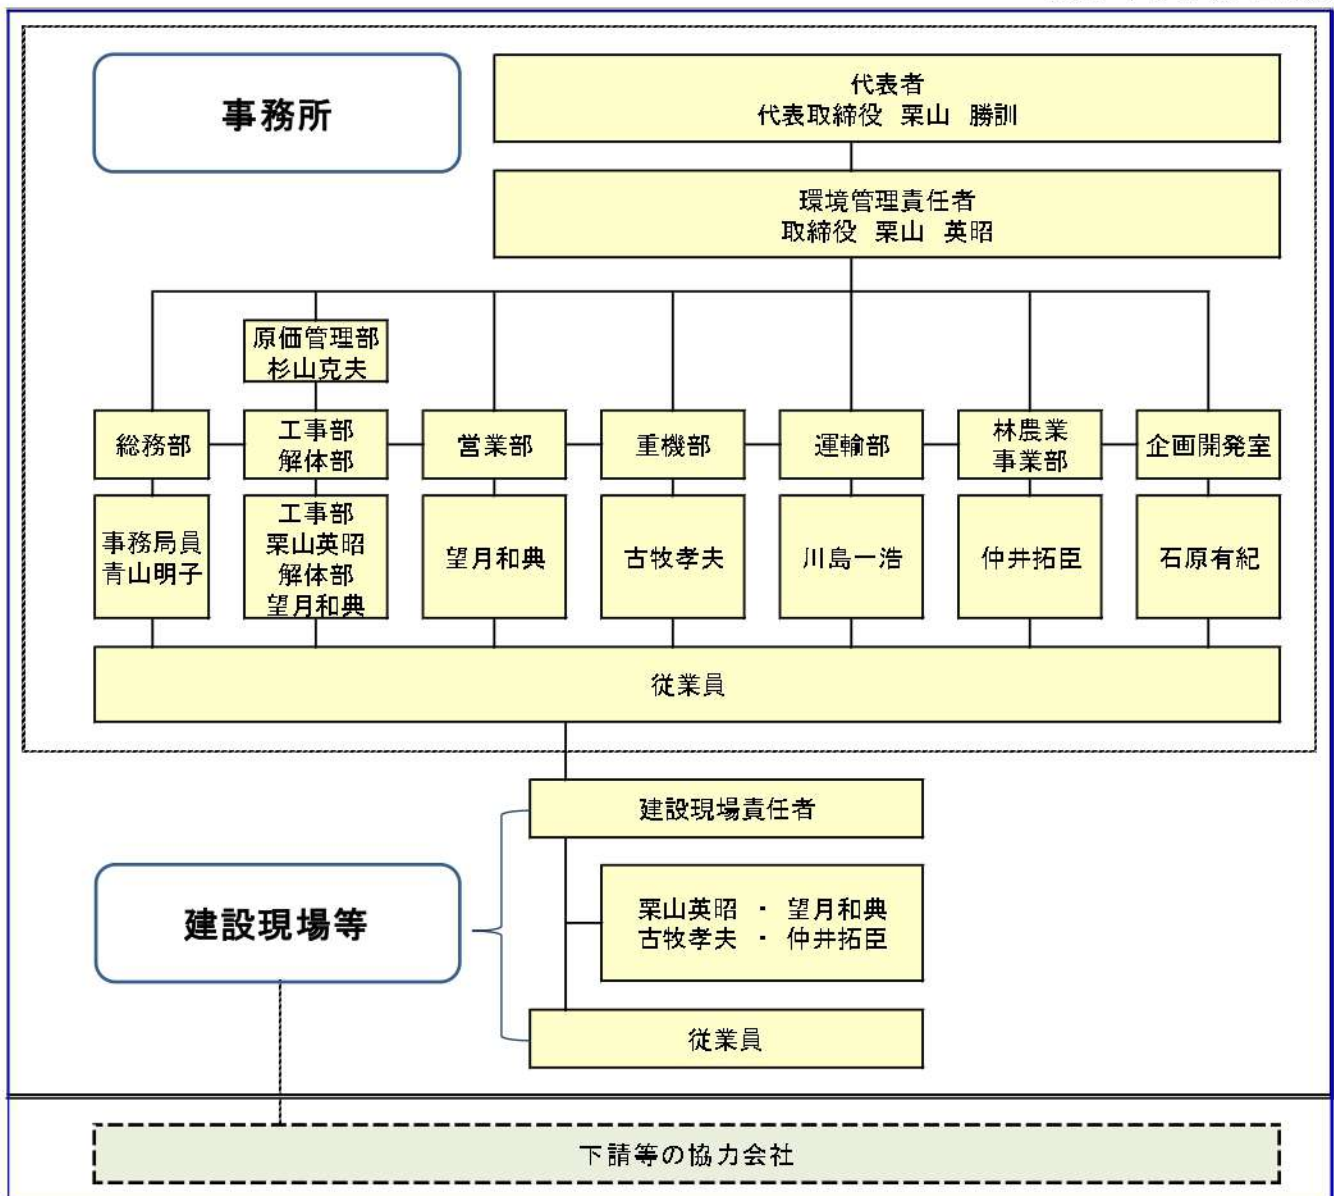 事務所
代表者
代表取締役 栗山 勝訓
環境管理責任者
取締役 栗山 英昭
原価管理部
杉山克夫
総務部
工事部
解体部
営業部
重機部
運輸部
林農業
事業部
企画開発室
事務局員
青山明子
工事部
栗山英昭
解体部
望月和典
望月和典
古牧孝夫
川島一浩
仲井拓臣
石原有紀
従業員
建設現場責任者
建設現場等
栗山英昭 ・ 望月和典
古牧孝夫 ・ 仲井拓臣
従業員
下請等の協力会社